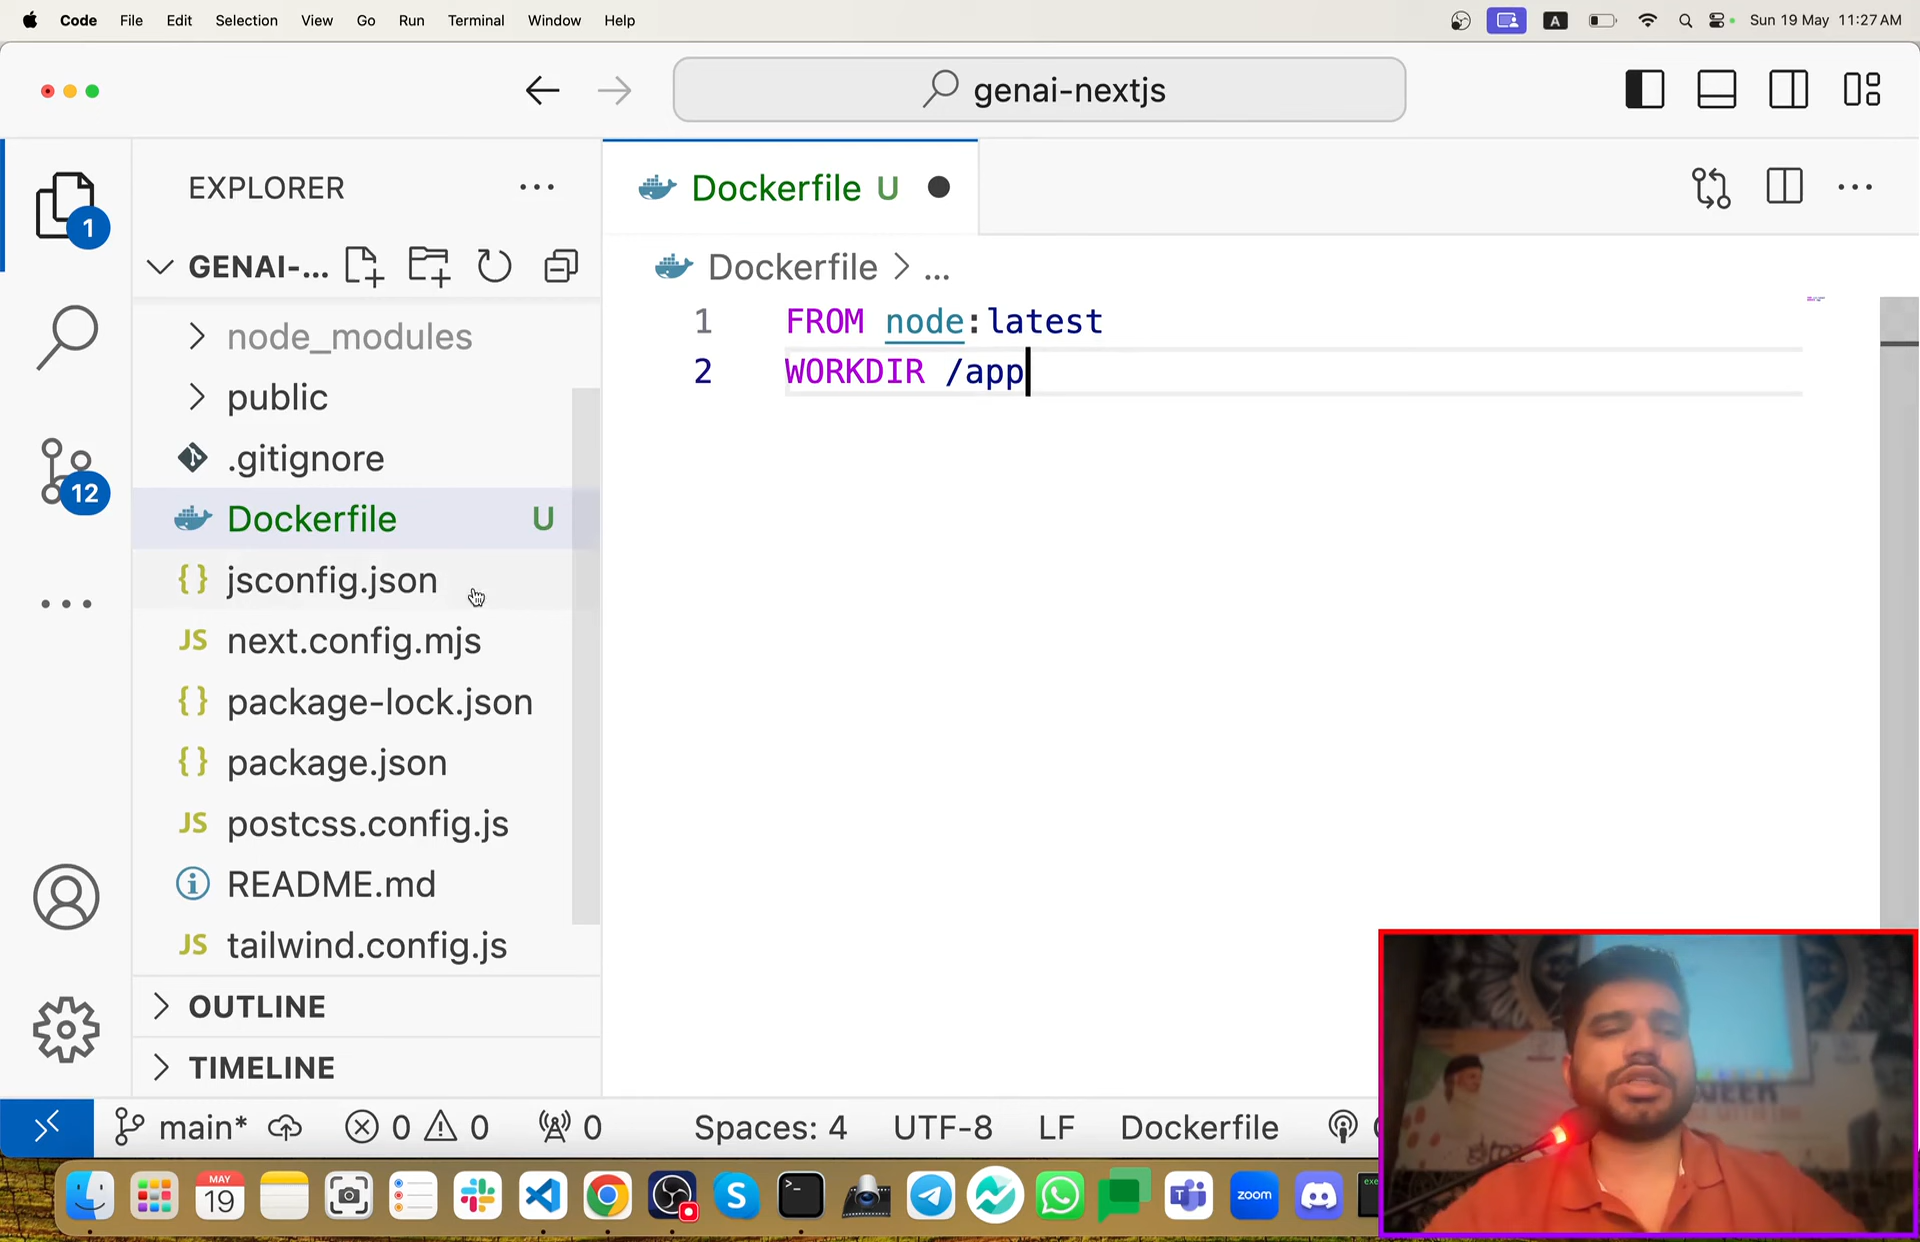 Code File Edit Selection View Go Run Terminal Window Help
A Sun 19 May 11:27 AM
genai-nextjs
EXPLORER
Dockerfile U
1
GENAI-...
Dockerfile > ...
node_modules
public
.gitignore
Dockerfile U
jsconfig.json
next.config.mjs
package-lock.json
package.json
postcss.config.js
README.md
tailwind.config.js
12
OUTLINE
TIMELINE
1 FROM node:latest
2 WORKDIR /app
main* 0 0 0 Spaces: 4 UTF-8 LF Dockerfile
MAY
19
zoom